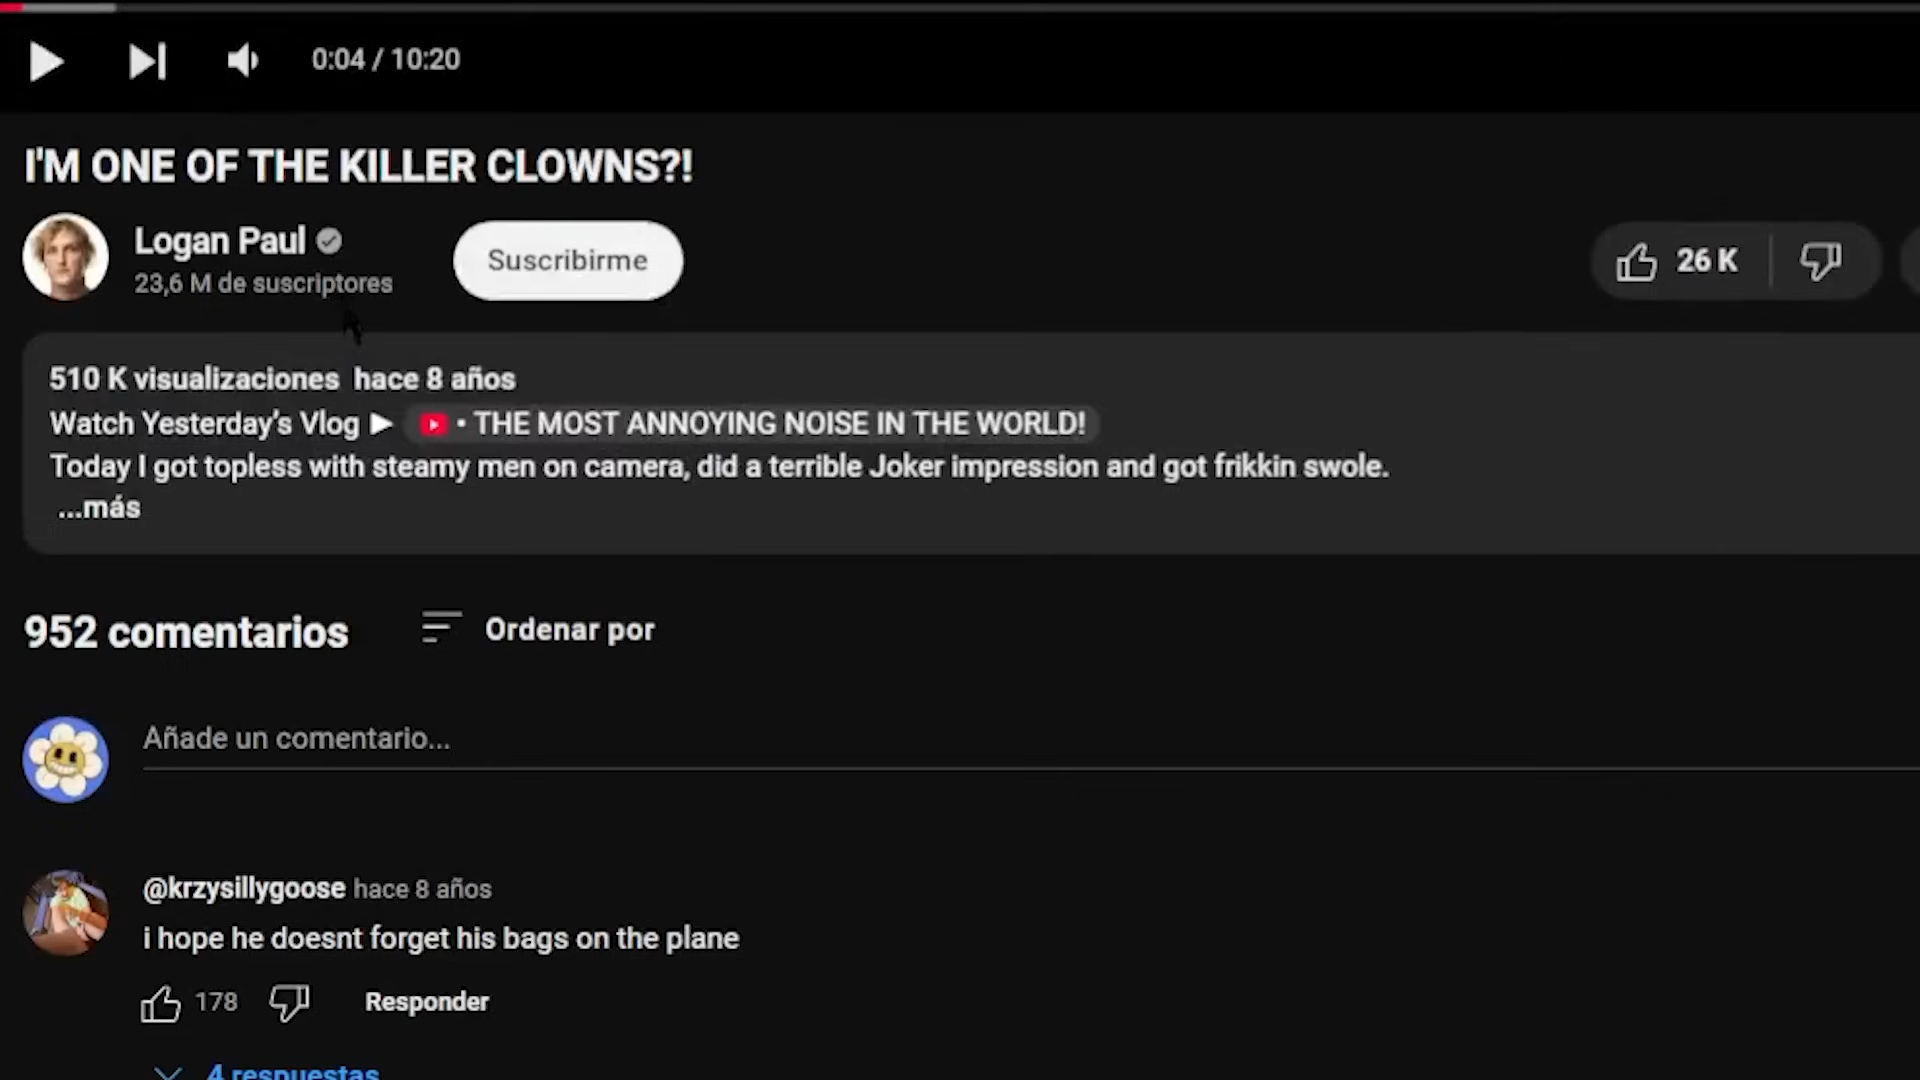 0:04 / 10:20
I'M ONE OF THE KILLER CLOWNS?!
Logan Paul
23,6 M de suscriptores
Suscribirme
26 K
510 K visualizaciones hace 8 años
Watch Yesterday's Vlog ▶ • THE MOST ANNOYING NOISE IN THE WORLD!
Today I got topless with steamy men on camera, did a terrible Joker impression and got frikkin swole.
...más
952 comentarios
Ordenar por
Añade un comentario...
@krzysillygoose hace 8 años
i hope he doesnt forget his bags on the plane
178
Responder
4 respuestas